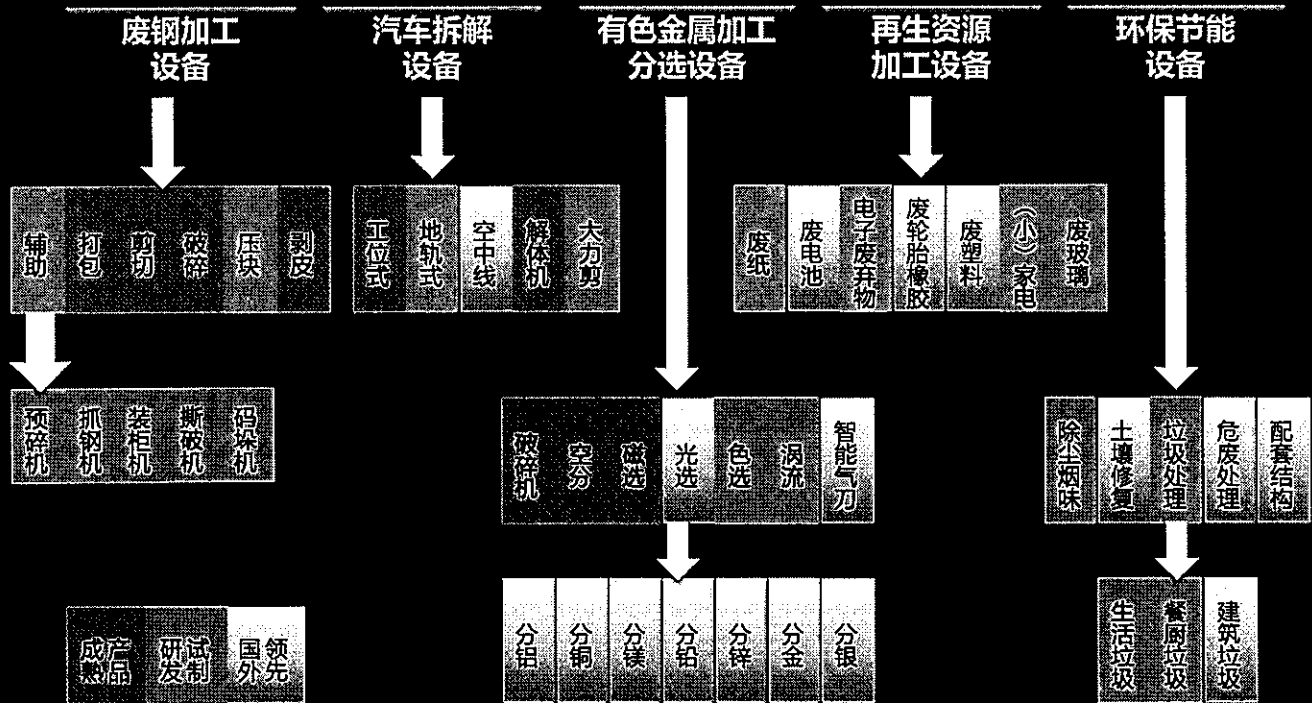 废钢加工
设备
汽车拆解
设备
有色金属加工
分选设备
再生资源
加工设备
环保节能
设备
辅助
打包
剪切
破碎
压块
剥皮
工位式
地轨式
空中线
解体机
大力剪
废纸
废电池
电子废弃物
废轮胎橡胶
废塑料
（小）家电
废玻璃
预碎机
抓钢机
装柜机
撕破机
码垛机
破碎机
空分
磁选
光选
色选
涡流
智能气刀
除尘烟味
土壤修复
垃圾处理
危废处理
配套结构
分铝
分铜
分镁
分铅
分锌
分金
分银
生活垃圾
餐厨垃圾
建筑垃圾
成熟
产品
研发
试制
国外
领先